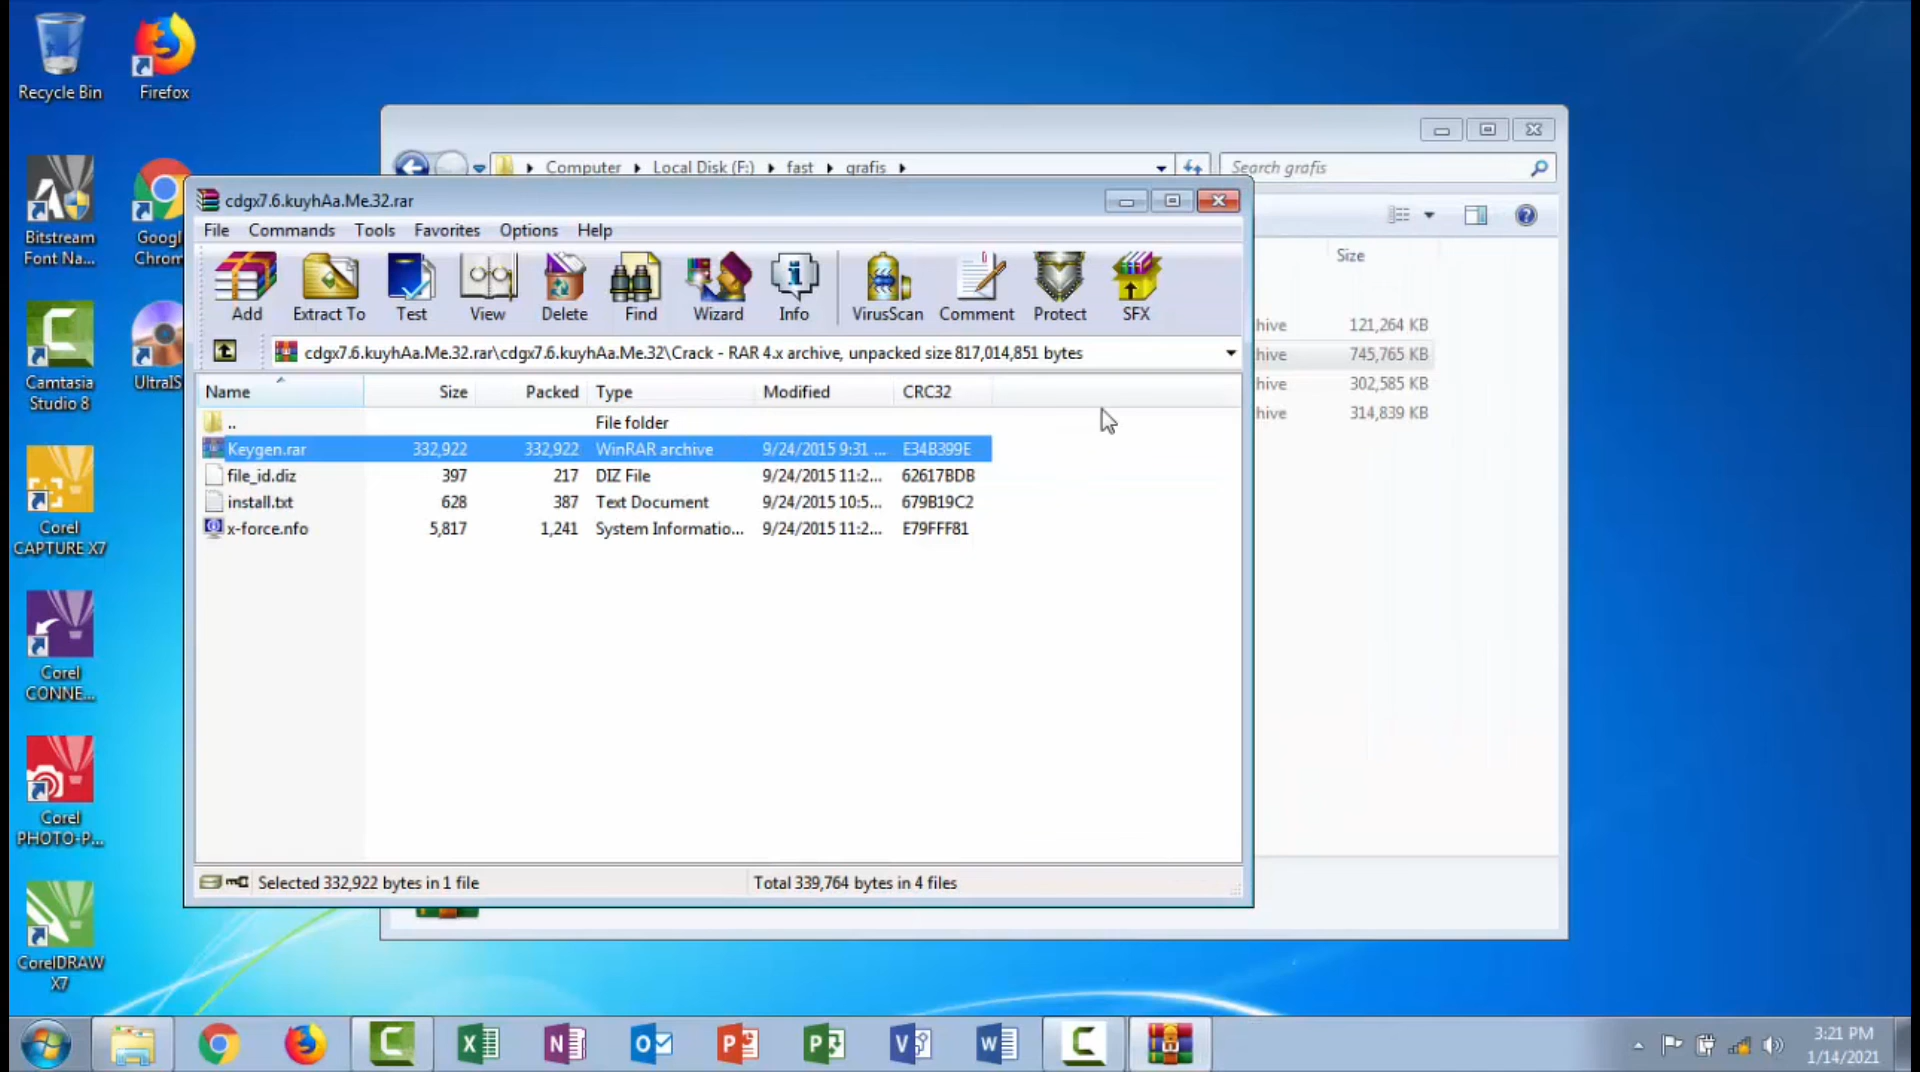 Recycle Bin
Firefox
Computer
Local Disk (F:)
fast
grafis
Search grafis
Bitstream
Font Na...
Googl
Chrom
Camtasia
Studio 8
UltraIS
Corel
CAPTURE X7
Corel
CONNE...
Corel
PHOTO-P...
CorelDRAW
X7
cdgx7.6.kuyhAa.Me.32.rar
File Commands Tools Favorites Options Help
Add Extract To Test View Delete Find Wizard Info VirusScan Comment Protect SFX
cdgx7.6.kuyhAa.Me.32.rar\cdgx7.6.kuyhAa.Me.32\Crack - RAR 4.x archive, unpacked size 817,014,851 bytes
Name Size Packed Type Modified CRC32
.. File folder
Keygen.rar 332,922 332,922 WinRAR archive 9/24/2015 9:31 ... E34B399E
file_id.diz 397 217 DIZ File 9/24/2015 11:2... 62617BDB
install.txt 628 387 Text Document 9/24/2015 10:5... 679B19C2
x-force.nfo 5,817 1,241 System Informatio... 9/24/2015 11:2... E79FFF81
Selected 332,922 bytes in 1 file
Total 339,764 bytes in 4 files
Size
hive 121,264 KB
hive 745,765 KB
hive 302,585 KB
hive 314,839 KB
3:21 PM
1/14/2021